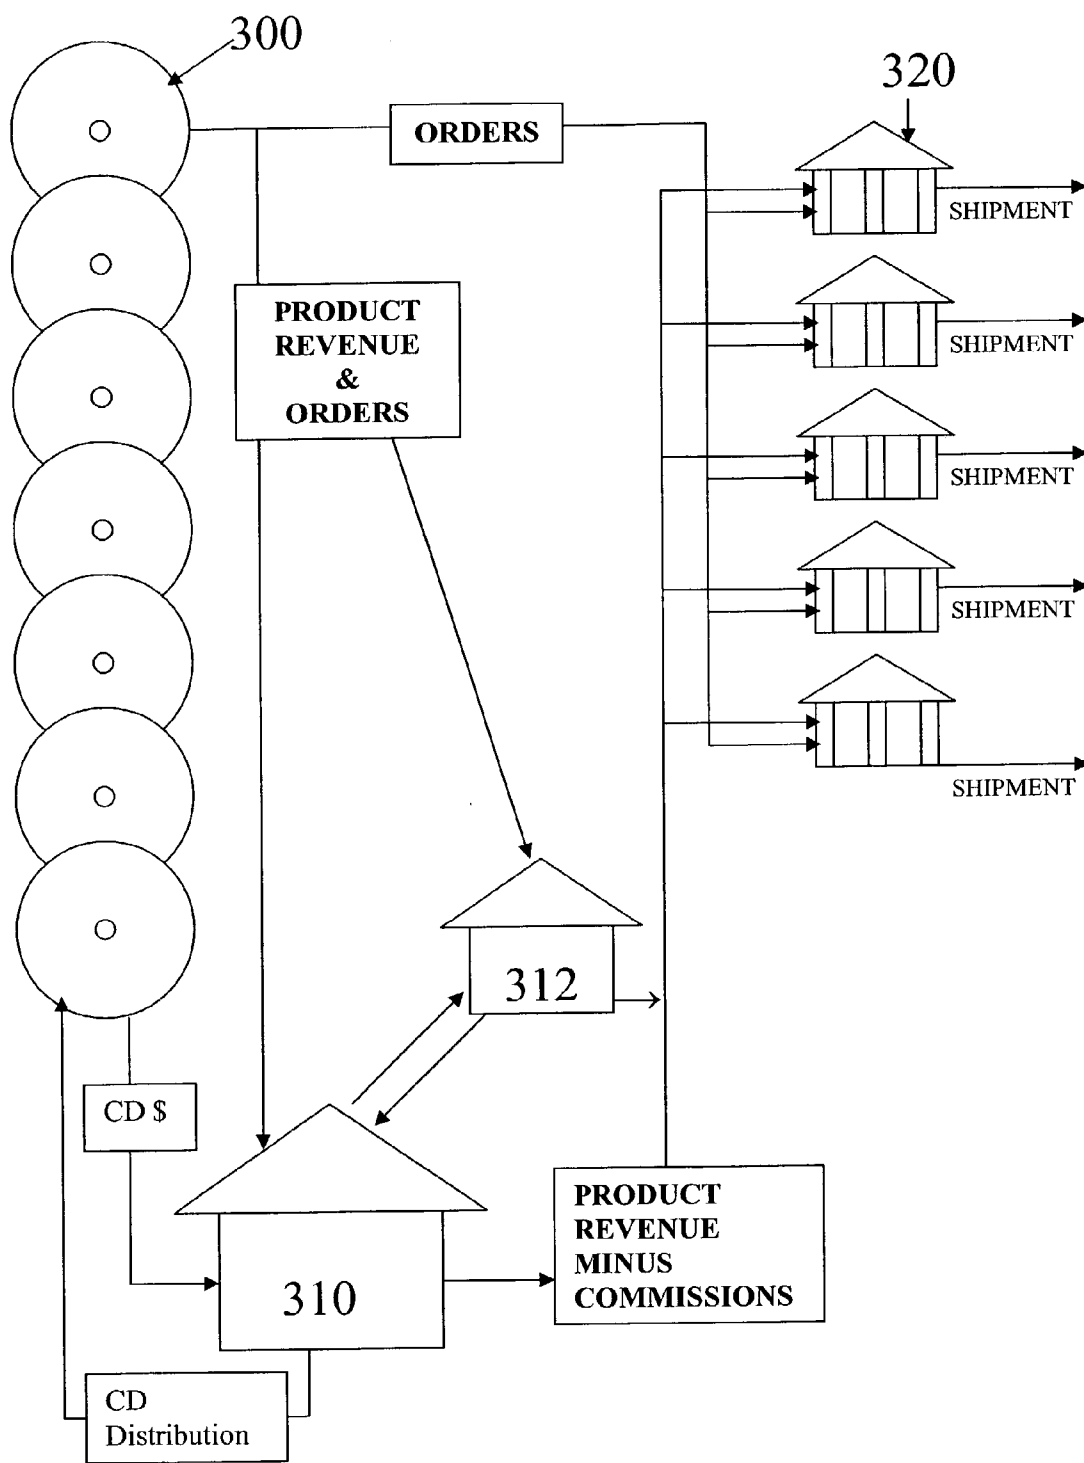 300
320
ORDERS
SHIPMENT
PRODUCT
REVENUE
&
ORDERS
SHIPMENT
SHIPMENT
SHIPMENT
SHIPMENT
312
CD $
PRODUCT
REVENUE
MINUS
COMMISSIONS
310
CD
Distribution